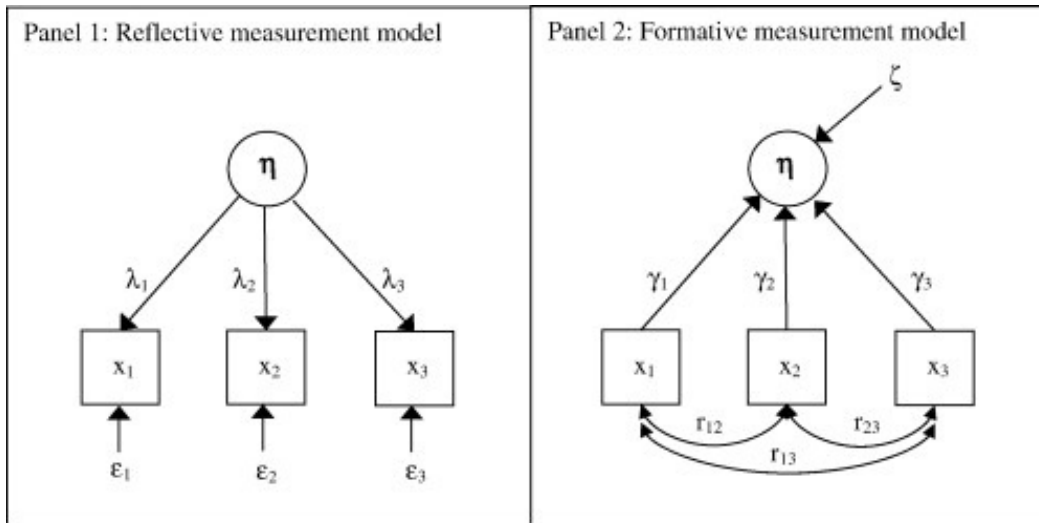 Panel 1: Reflective measurement model
η
λ₁ λ₂ λ₃
x₁ x₂ x₃
ε₁ ε₂ ε₃
Panel 2: Formative measurement model
ζ
η
γ₁ γ₂ γ₃
x₁ x₂ x₃
r₁₂ r₂₃
r₁₃